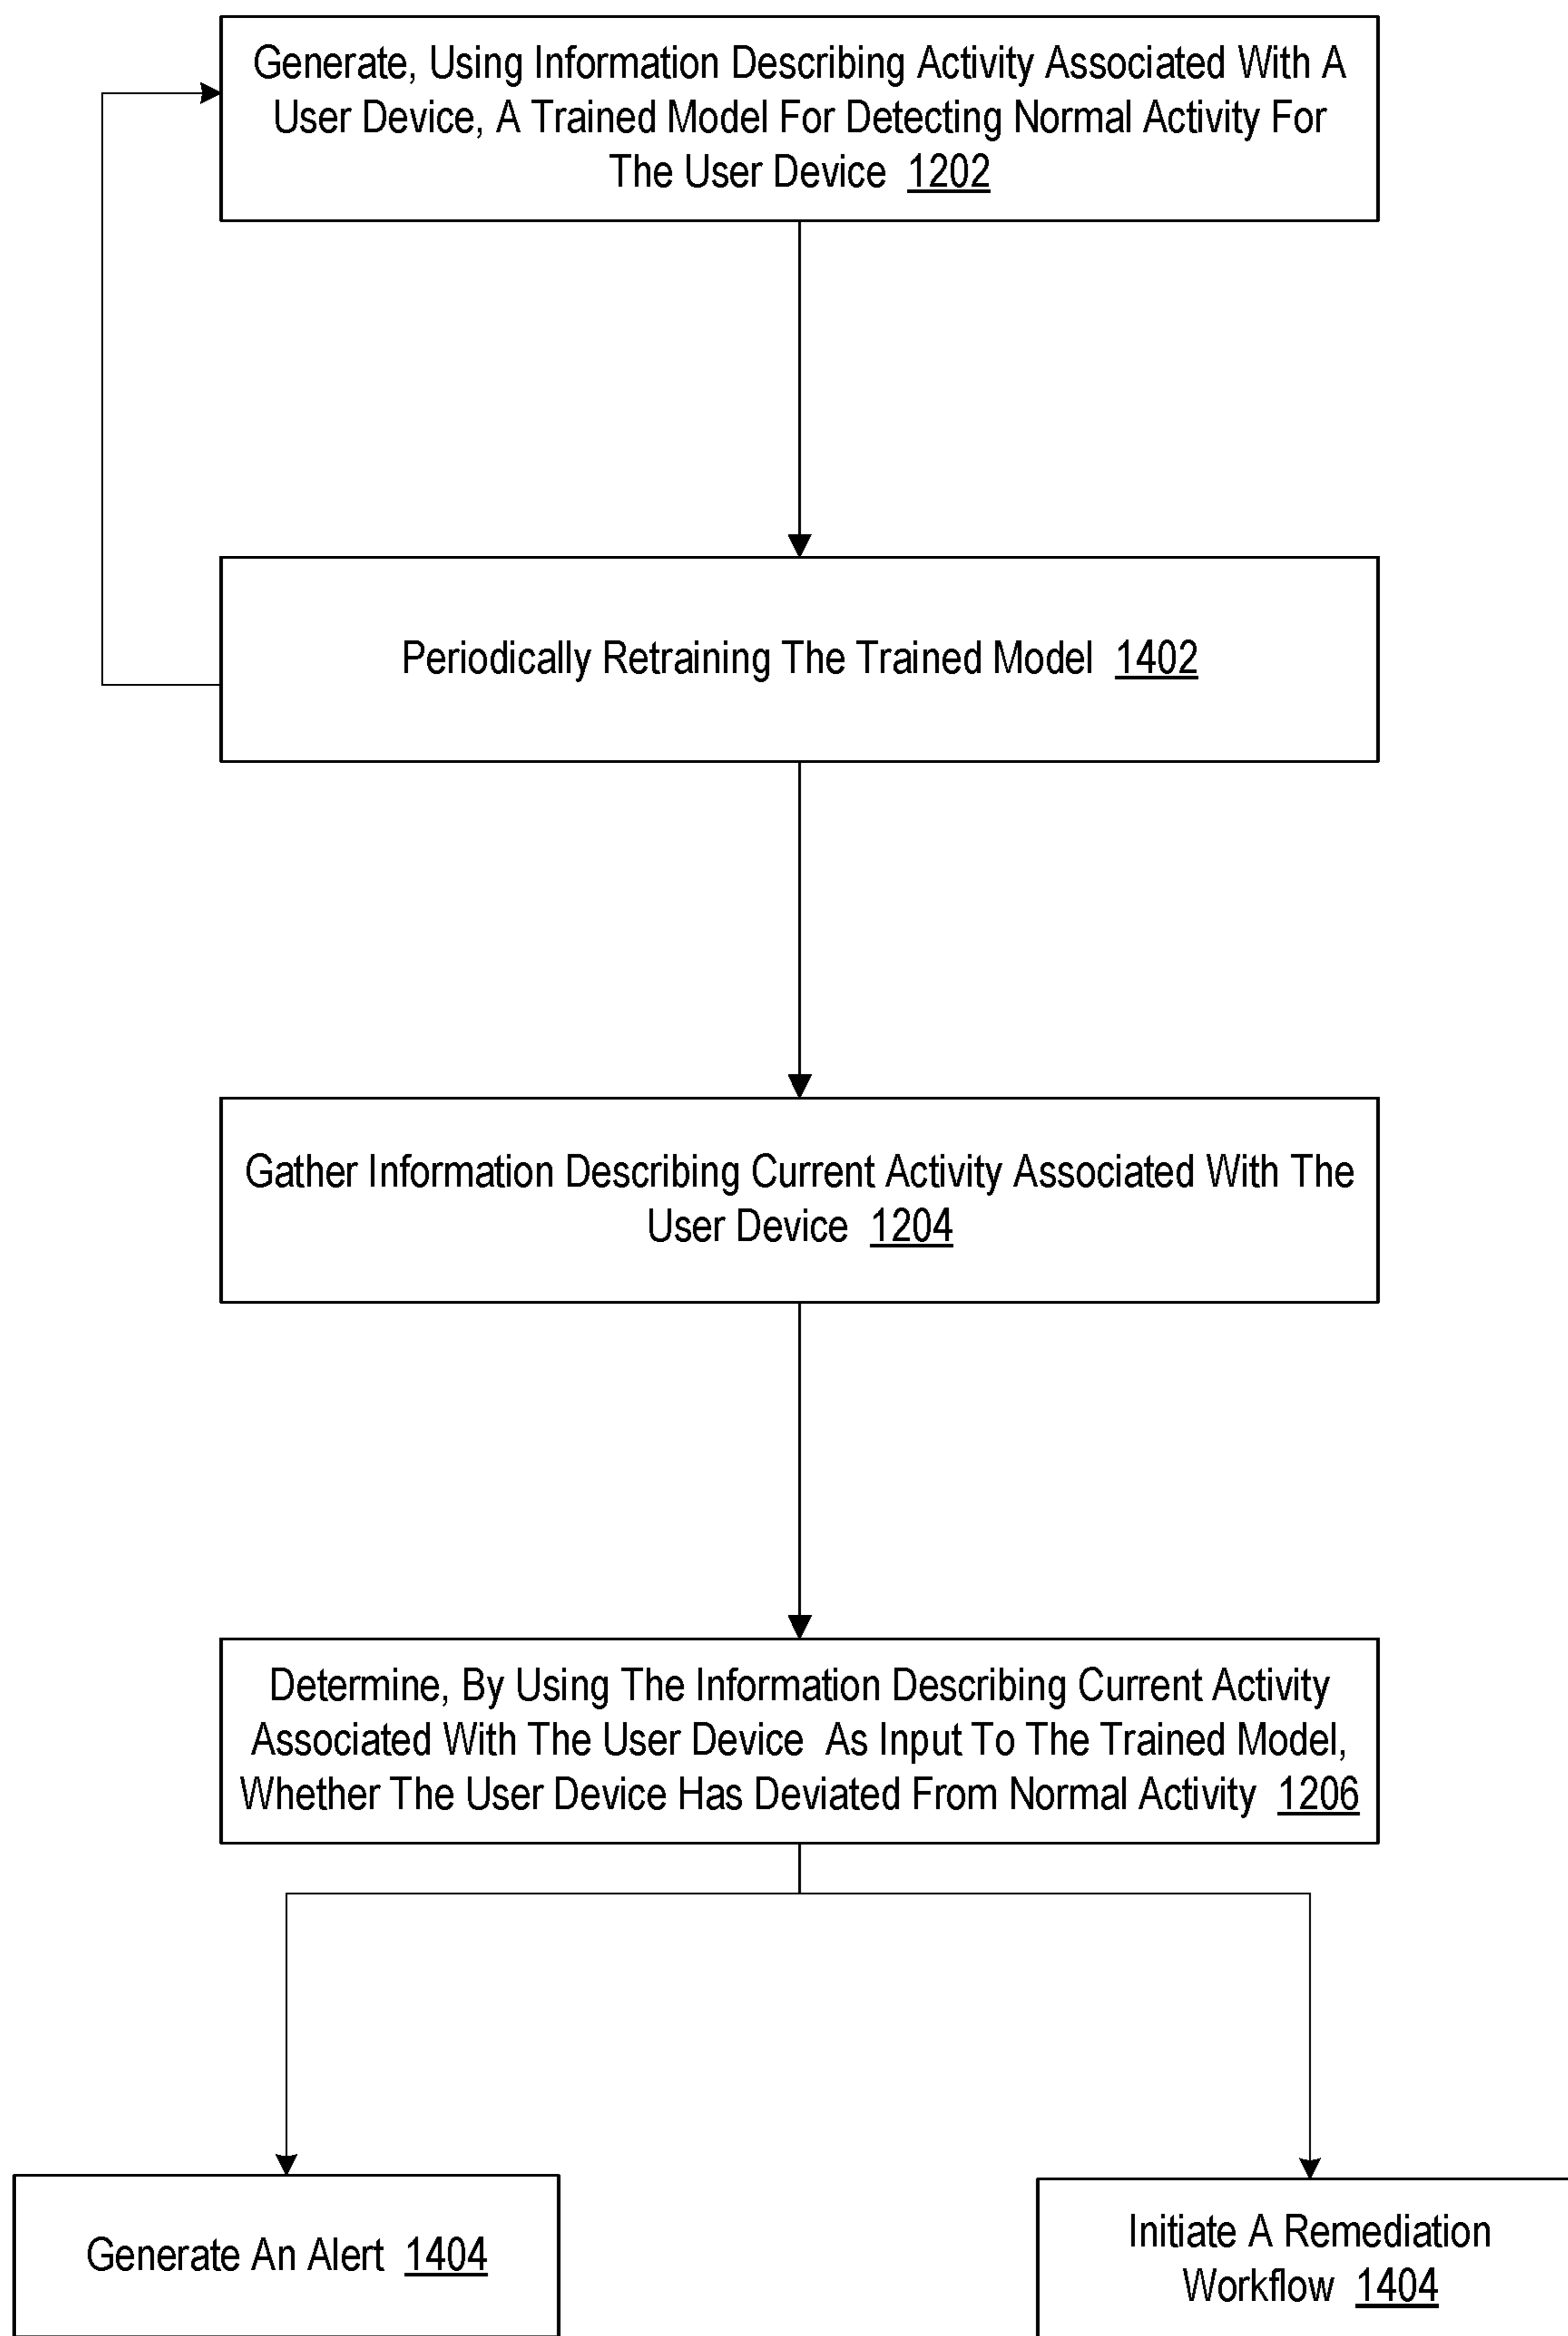 Generate, Using Information Describing Activity Associated With A
User Device, A Trained Model For Detecting Normal Activity For
The User Device 1202
Periodically Retraining The Trained Model 1402
Gather Information Describing Current Activity Associated With The
User Device 1204
Determine, By Using The Information Describing Current Activity
Associated With The User Device As Input To The Trained Model,
Whether The User Device Has Deviated From Normal Activity 1206
Generate An Alert 1404
Initiate A Remediation
Workflow 1404